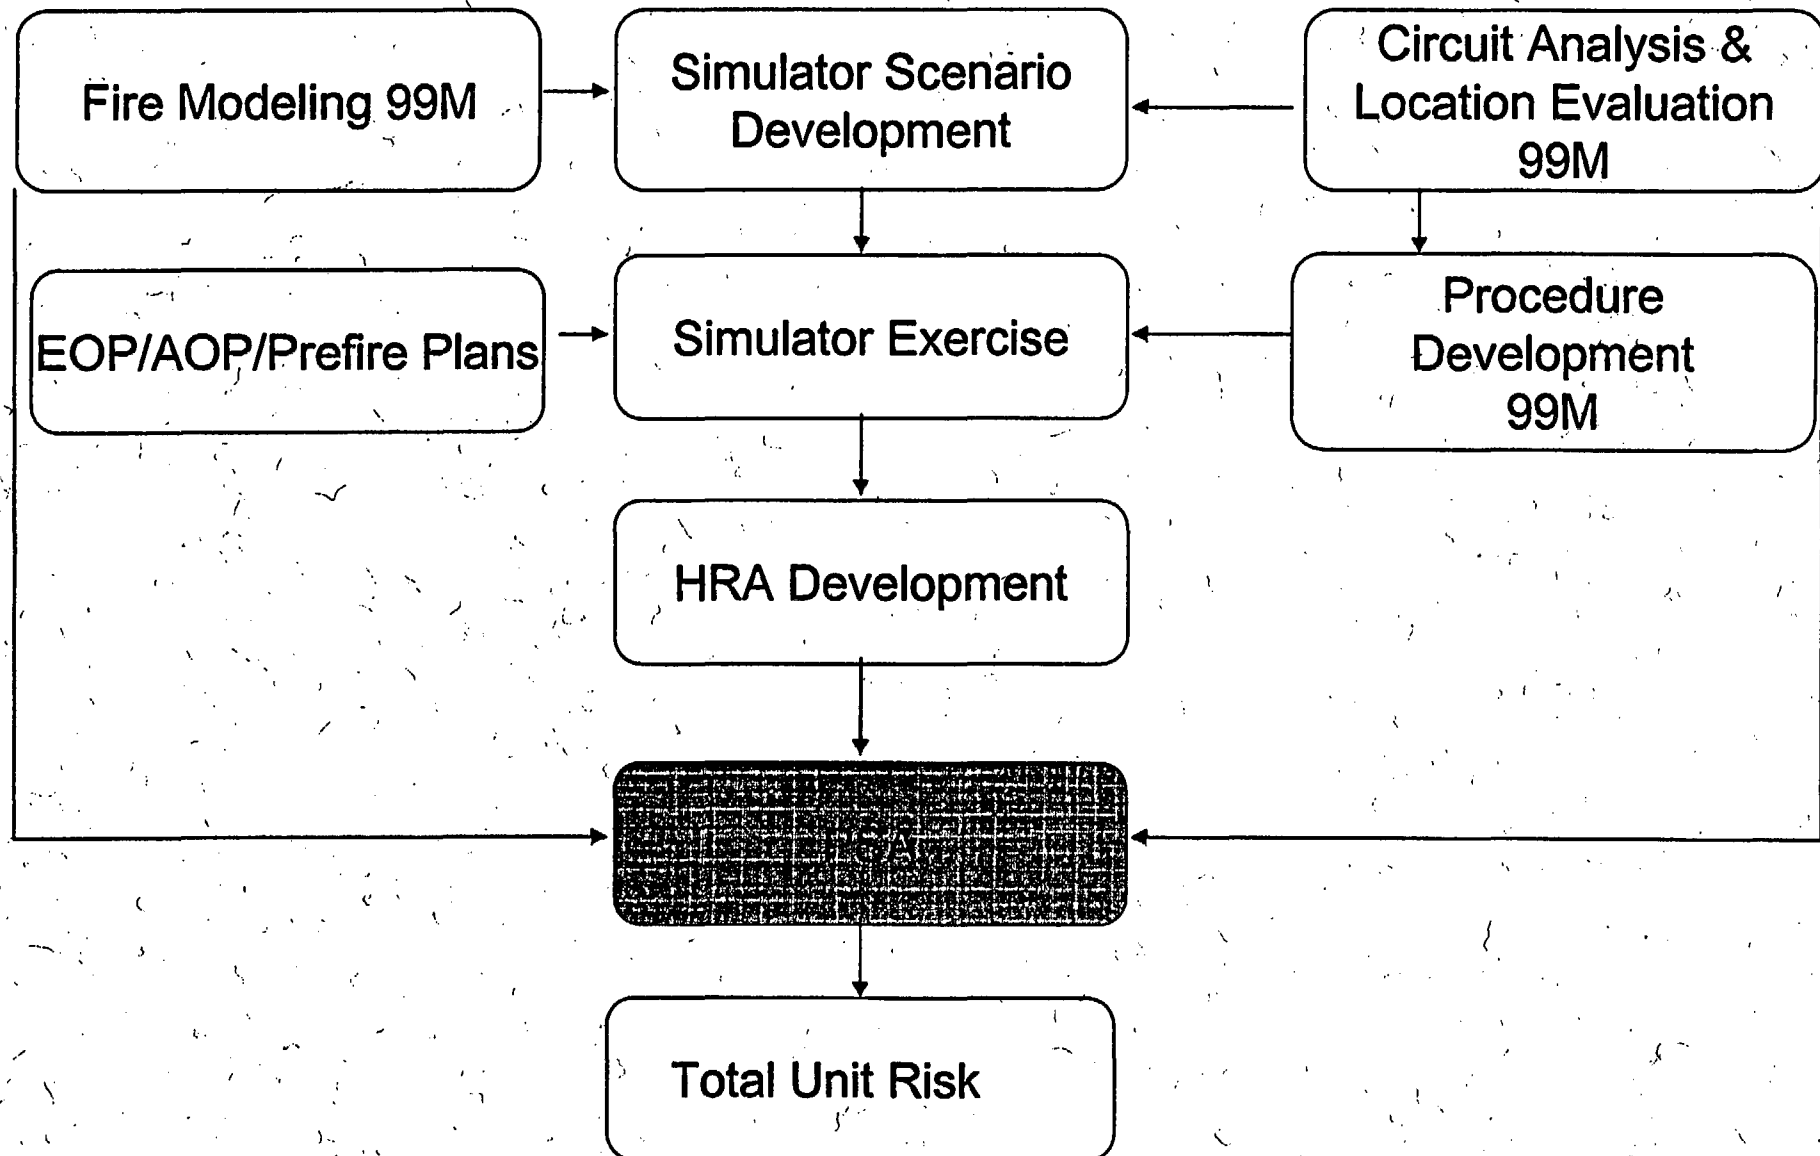 Fire Modeling 99M
Simulator Scenario
Development
Circuit Analysis &
Location Evaluation
99M
EOP/AOP/Prefire Plans
Simulator Exercise
Procedure
Development
99M
HRA Development
Total Unit Risk